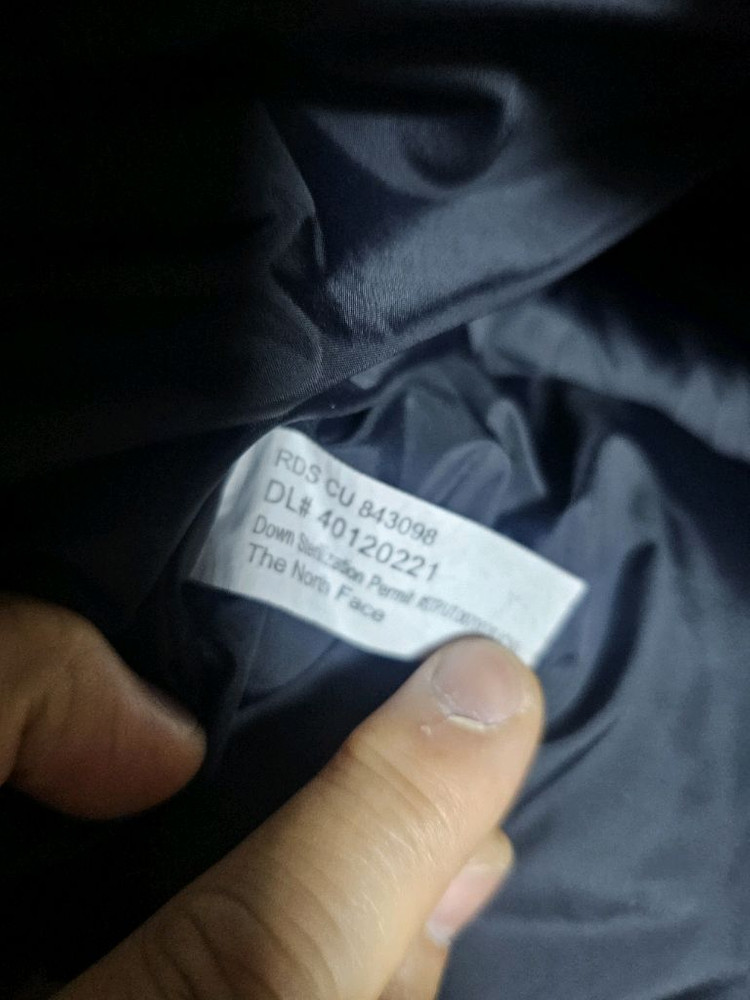 RDS CU 843098
DL# 40120221
Down Sterilization Permit
The North Face